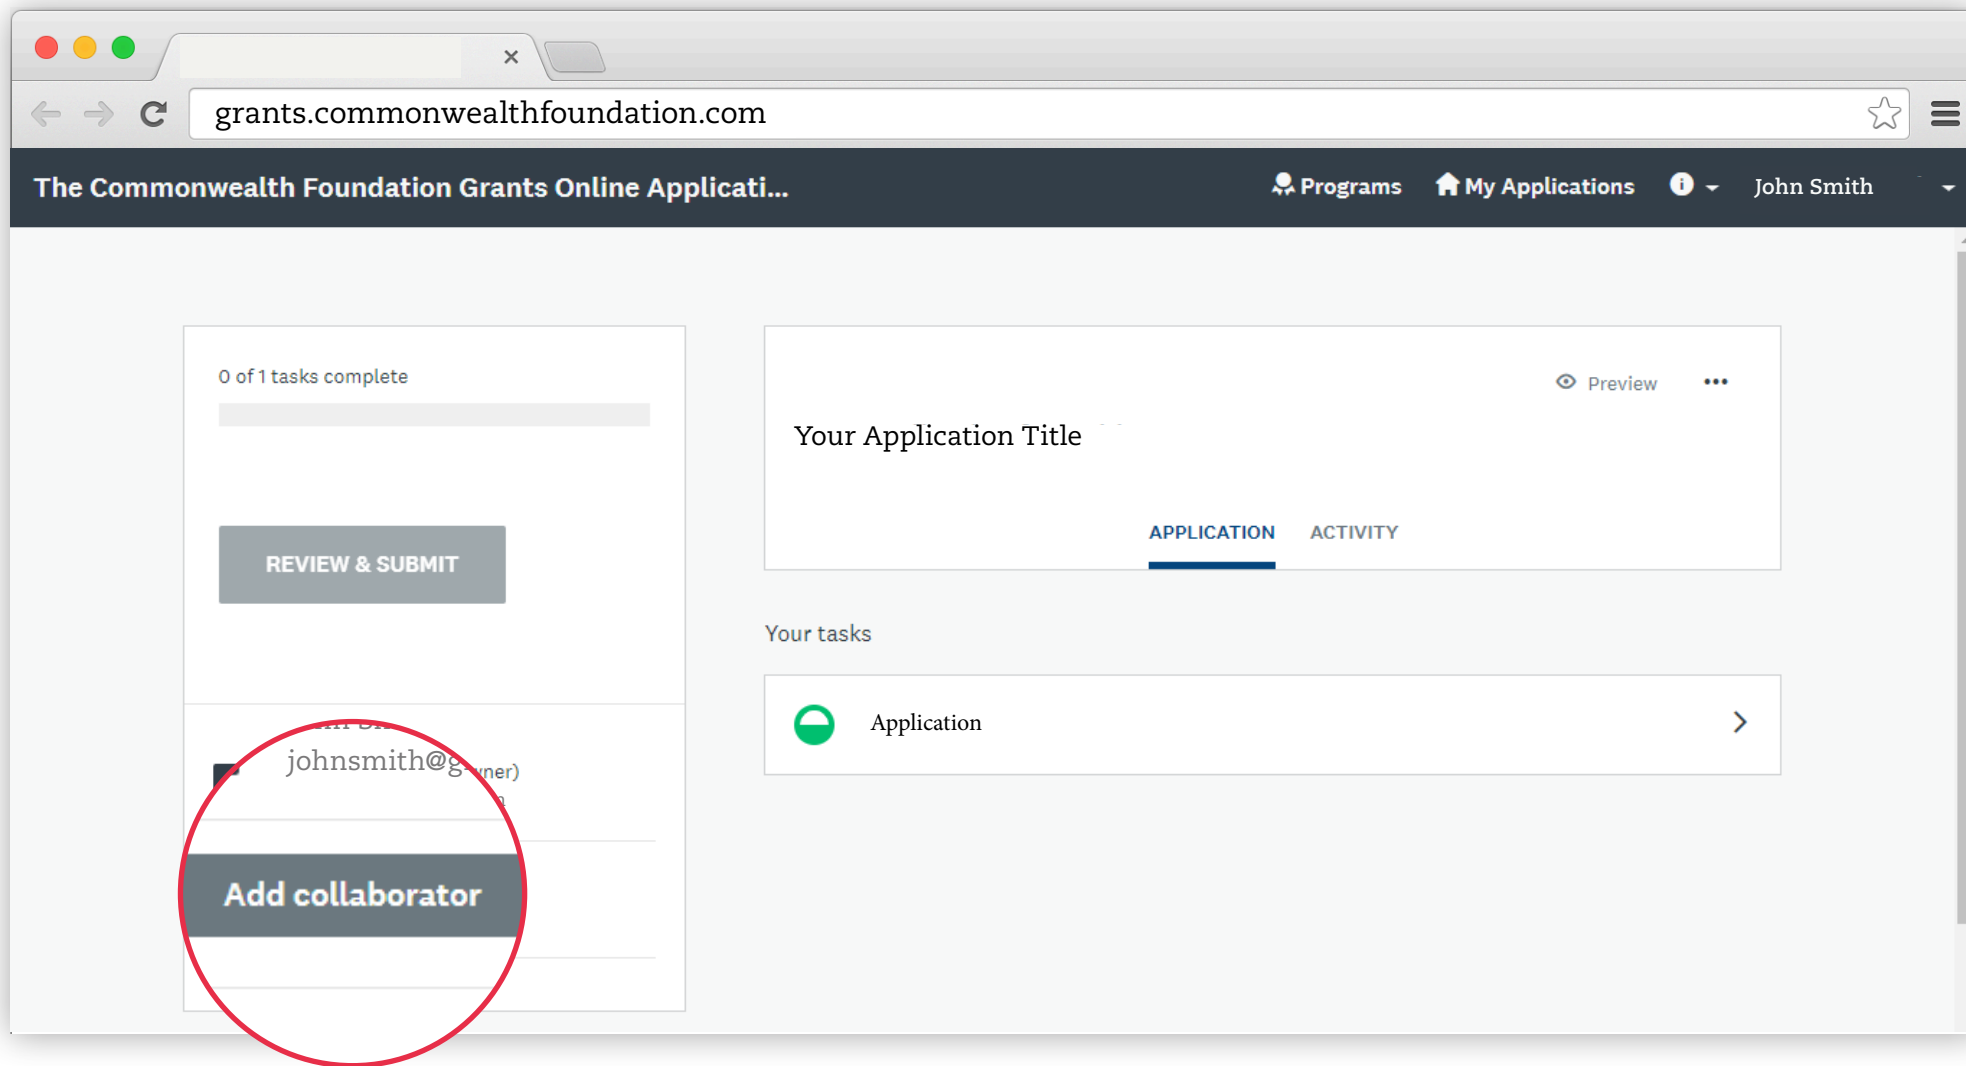 grants.commonwealthfoundation.com
The Commonwealth Foundation Grants Online Applicati...
Programs
My Applications
John Smith
0 of 1 tasks complete
REVIEW & SUBMIT
johnsmith@g
wner)
Add collaborator
Preview
Your Application Title
APPLICATION
ACTIVITY
Your tasks
Application